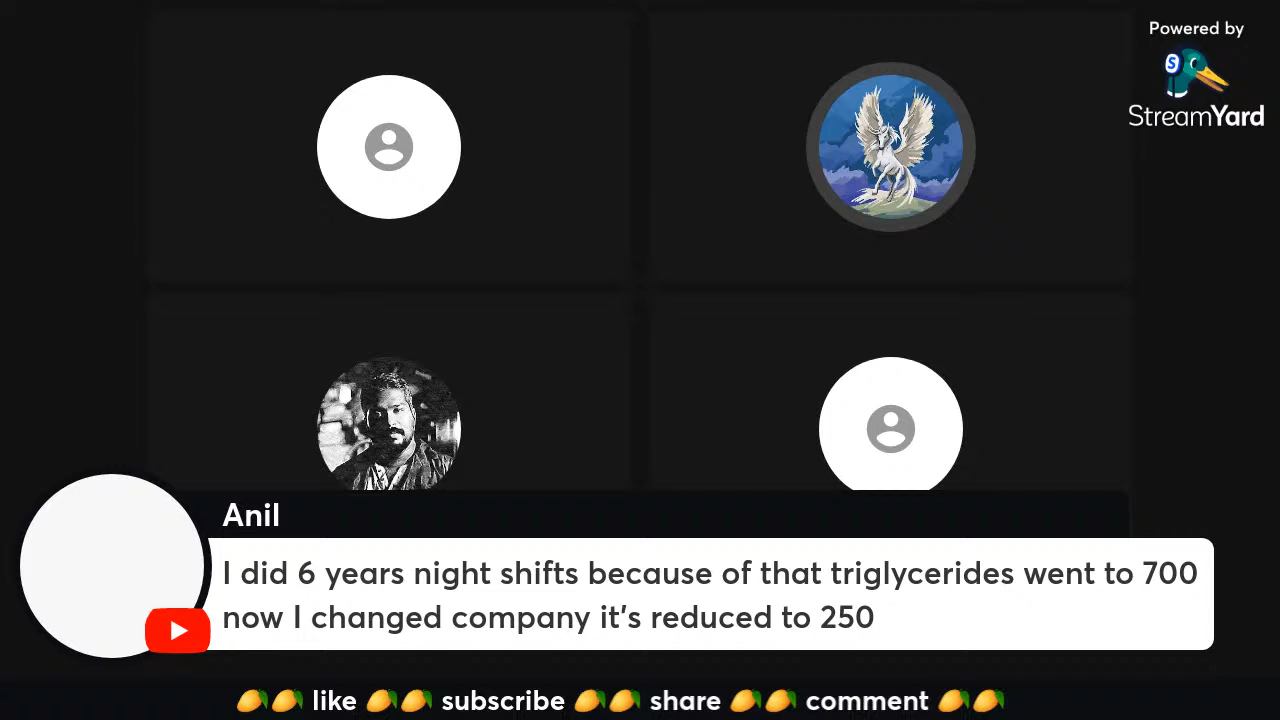 Powered by
StreamYard
Anil
I did 6 years night shifts because of that triglycerides went to 700
now I changed company it's reduced to 250
🥭🥭 like 🥭🥭 subscribe 🥭🥭 share 🥭🥭 comment 🥭🥭